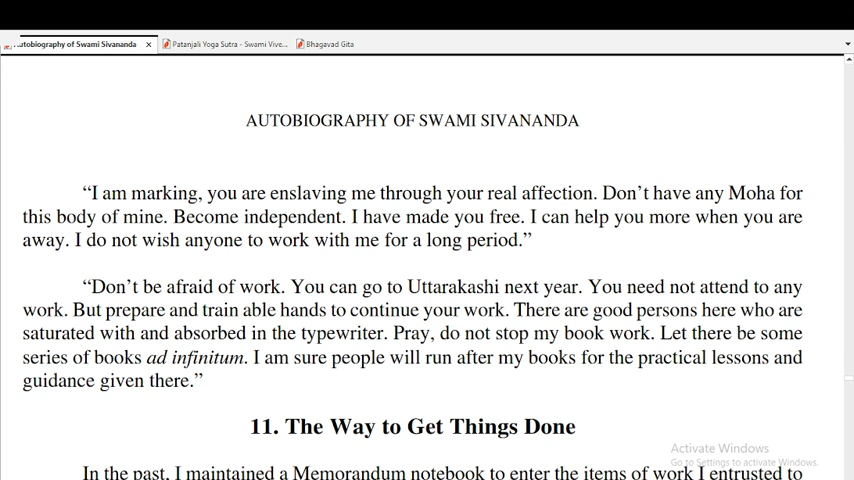 Autobiography of Swami Sivananda × Patanjali Yoga Sutra - Swami Vive... Bhagavad Gita
AUTOBIOGRAPHY OF SWAMI SIVANANDA
“I am marking, you are enslaving me through your real affection. Don’t have any Moha for
this body of mine. Become independent. I have made you free. I can help you more when you are
away. I do not wish anyone to work with me for a long period.”
“Don’t be afraid of work. You can go to Uttarakashi next year. You need not attend to any
work. But prepare and train able hands to continue your work. There are good persons here who are
saturated with and absorbed in the typewriter. Pray, do not stop my book work. Let there be some
series of books ad infinitum. I am sure people will run after my books for the practical lessons and
guidance given there.”
11. The Way to Get Things Done
Activate Windows
Go to Settings to activate Windows.
In the past, I maintained a Memorandum notebook to enter the items of work I entrusted to